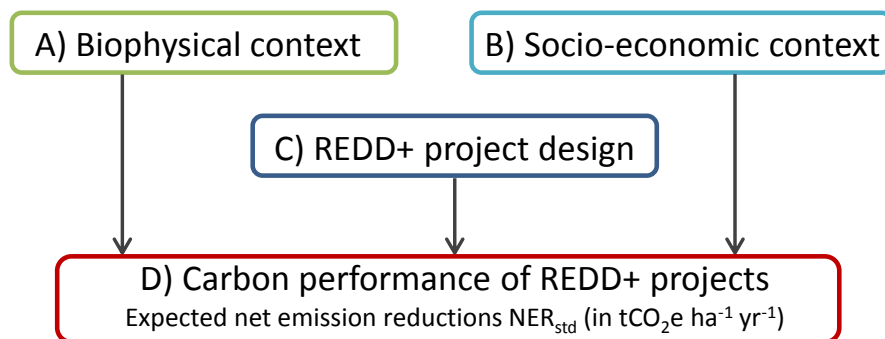 A) Biophysical context
B) Socio-economic context
C) REDD+ project design
D) Carbon performance of REDD+ projects
Expected net emission reductions NERstd (in tCO2e ha-1 yr-1)